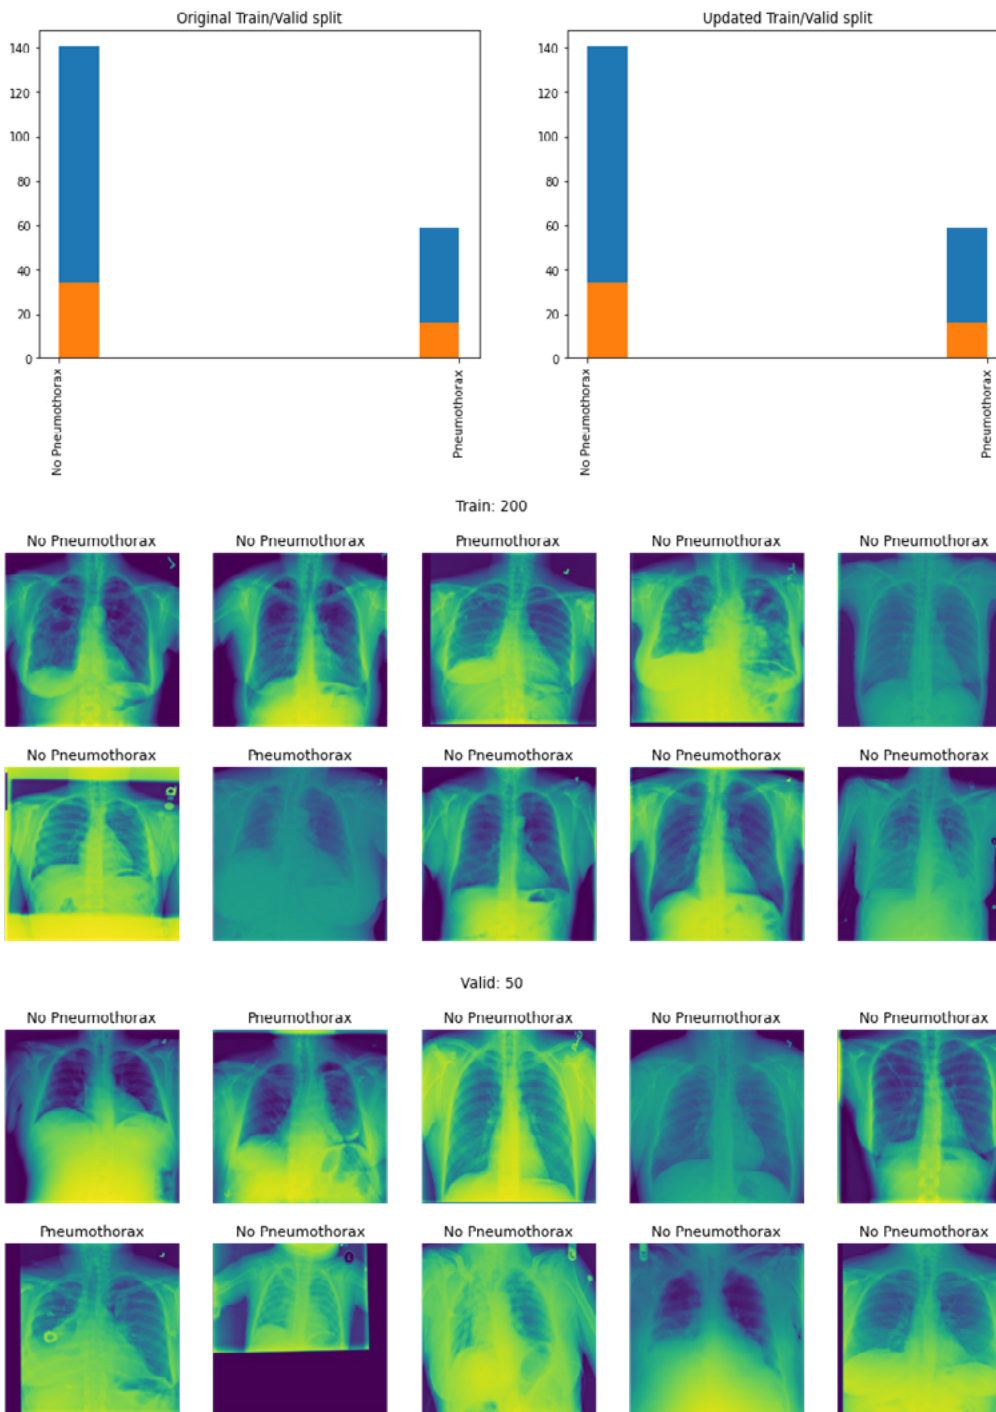 Original Train/Valid split
Updated Train/Valid split
140
120
100
80
60
40
20
0
No Pneumothorax
Pneumothorax
140
120
100
80
60
40
20
0
No Pneumothorax
Pneumothorax
Train: 200
No Pneumothorax
No Pneumothorax
Pneumothorax
No Pneumothorax
No Pneumothorax
No Pneumothorax
Pneumothorax
No Pneumothorax
No Pneumothorax
No Pneumothorax
Valid: 50
No Pneumothorax
Pneumothorax
No Pneumothorax
No Pneumothorax
No Pneumothorax
Pneumothorax
No Pneumothorax
No Pneumothorax
No Pneumothorax
No Pneumothorax